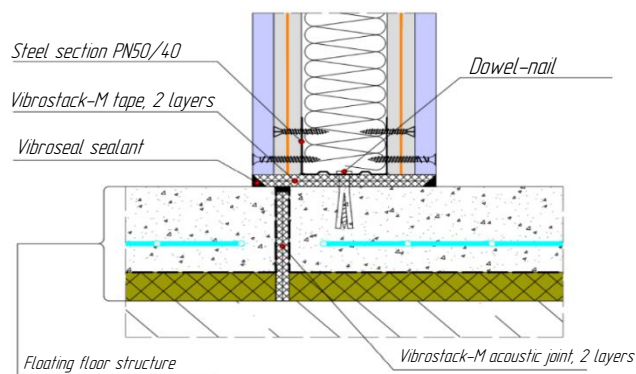 Steel section PN50/40
Dowel-nail
Vibrostack-M tape, 2 layers
Vibroseal sealant
Floating floor structure
Vibrostack-M acoustic joint, 2 layers